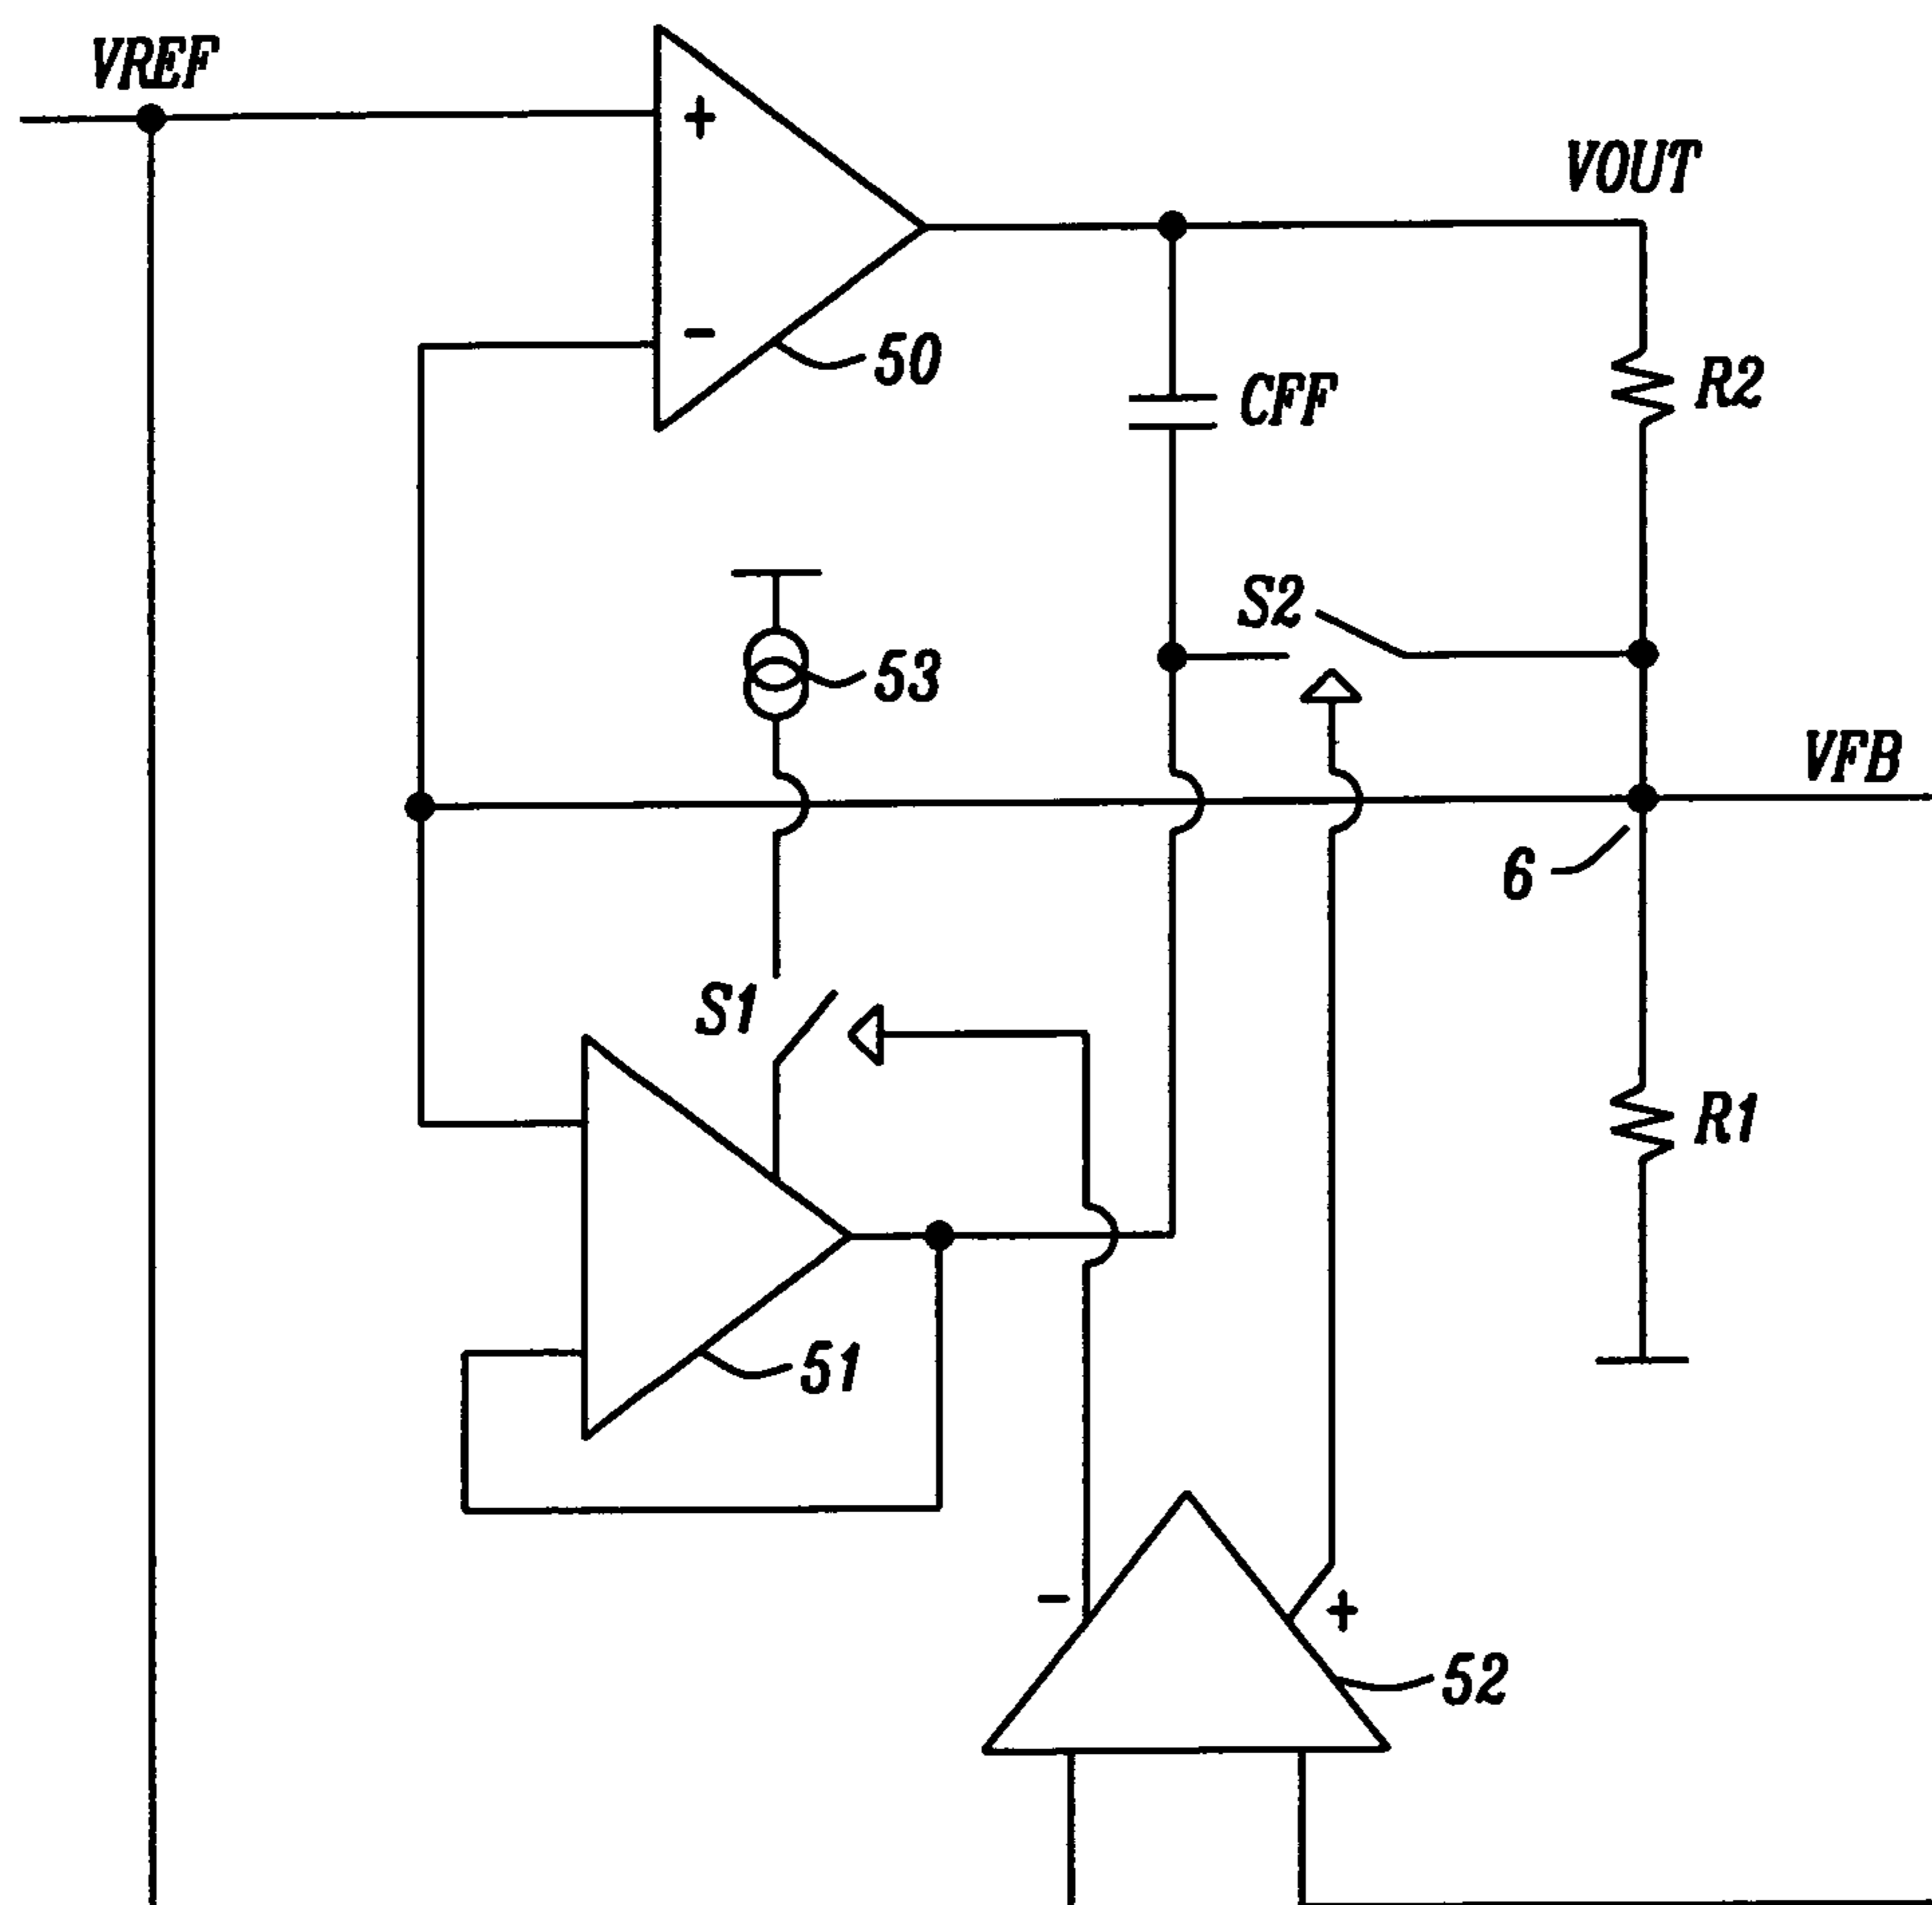 VREF
+
VOUT
-
50
R2
CFF
S2
53
VFB
6
S1
R1
51
-
+
52